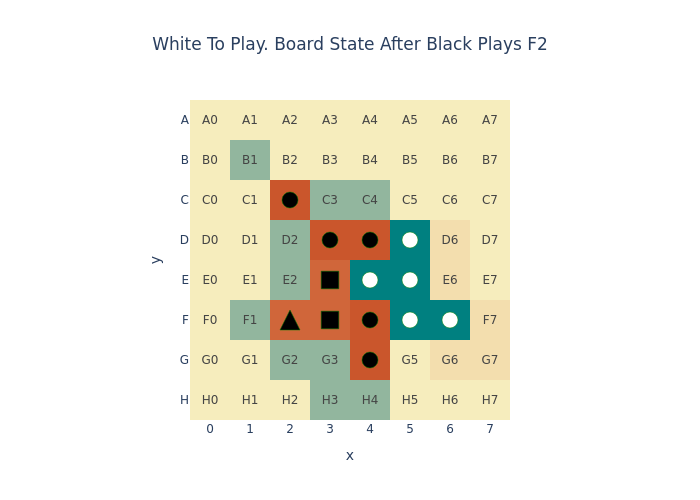 White To Play. Board State After Black Plays F2
A A0 A1 A2 A3 A4 A5 A6 A7
B B0 B1 B2 B3 B4 B5 B6 B7
C C0 C1 C3 C4 C5 C6 C7
D D0 D1 D2 D6 D7
E E0 E1 E2 E6 E7
y
F F0 F1 F7
G G0 G1 G2 G3 G5 G6 G7
H H0 H1 H2 H3 H4 H5 H6 H7
0 1 2 3 4 5 6 7
x